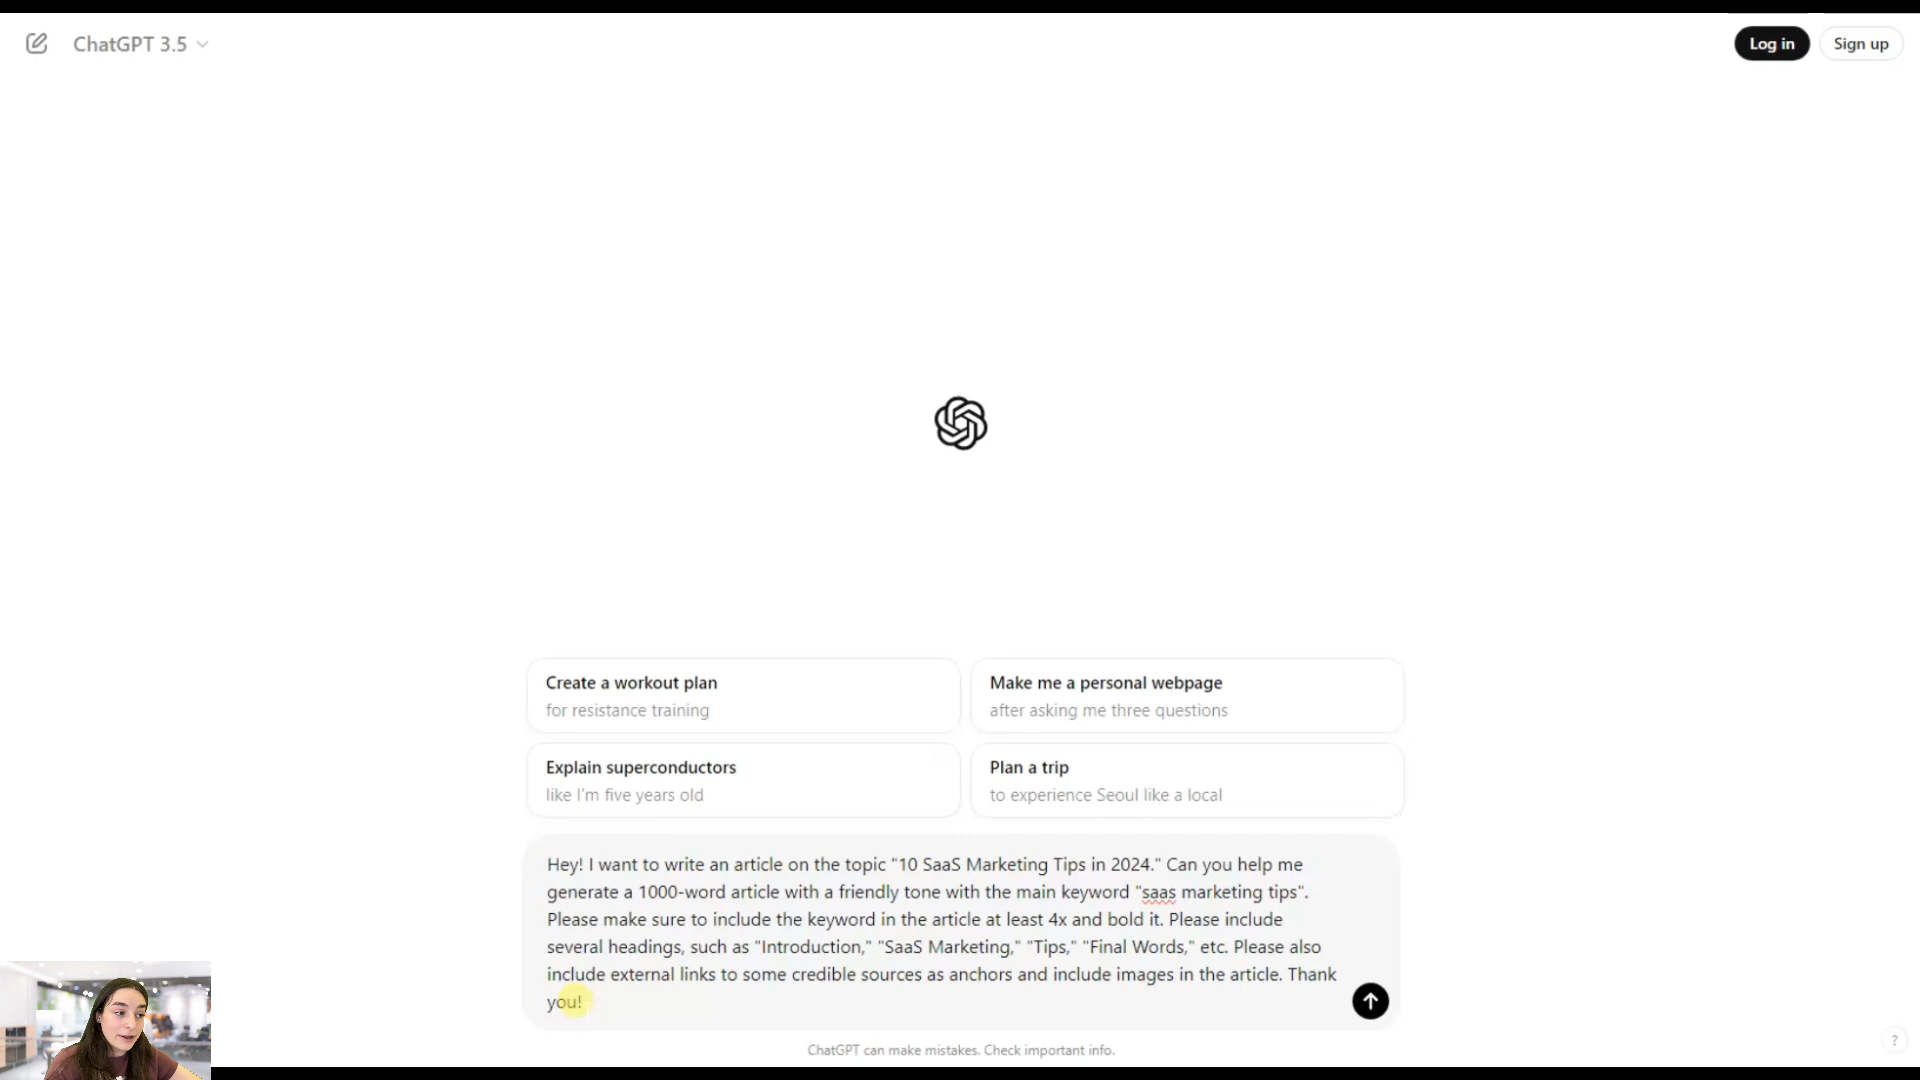 ChatGPT 3.5
Log in
Sign up
Create a workout plan
for resistance training
Make me a personal webpage
after asking me three questions
Explain superconductors
like I'm five years old
Plan a trip
to experience Seoul like a local
Hey! I want to write an article on the topic "10 SaaS Marketing Tips in 2024." Can you help me
generate a 1000-word article with a friendly tone with the main keyword "saas marketing tips".
Please make sure to include the keyword in the article at least 4x and bold it. Please include
several headings, such as "Introduction," "SaaS Marketing," "Tips," "Final Words," etc. Please also
include external links to some credible sources as anchors and include images in the article. Thank
you!
ChatGPT can make mistakes. Check important info.
?